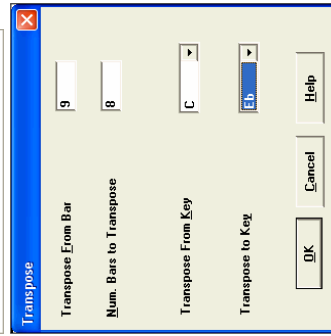 Transpose
Transpose From Bar 9
Num. Bars to Transpose 8
Transpose From Key C
Transpose to Key Eb
OK Cancel Help